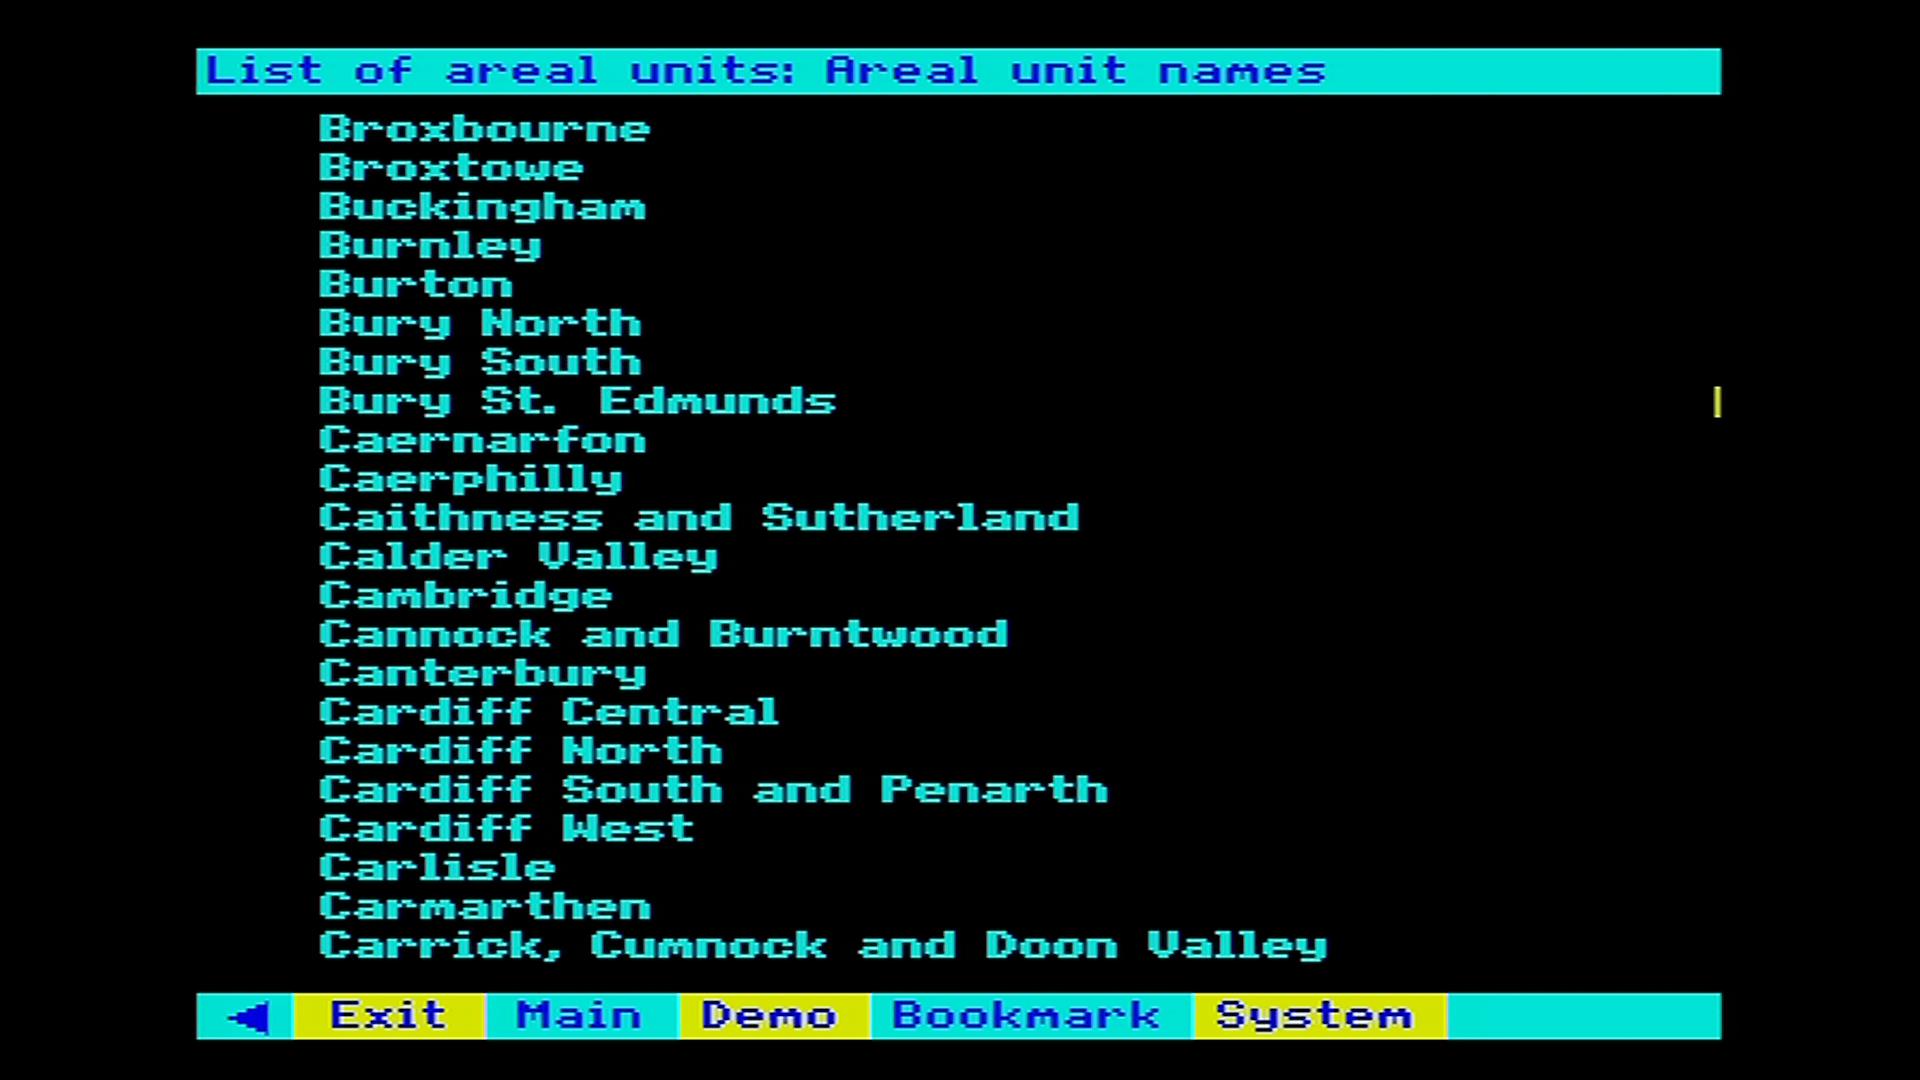 List of areal units: Areal unit names
Broxbourne
Broxtowe
Buckingham
Burnley
Burton
Bury North
Bury South
Bury St. Edmunds
Caernarfon
Caerphilly
Caithness and Sutherland
Calder Valley
Cambridge
Cannock and Burntwood
Canterbury
Cardiff Central
Cardiff North
Cardiff South and Penarth
Cardiff West
Carlisle
Carmarthen
Carrick, Cumnock and Doon Valley
Exit Main Demo Bookmark System